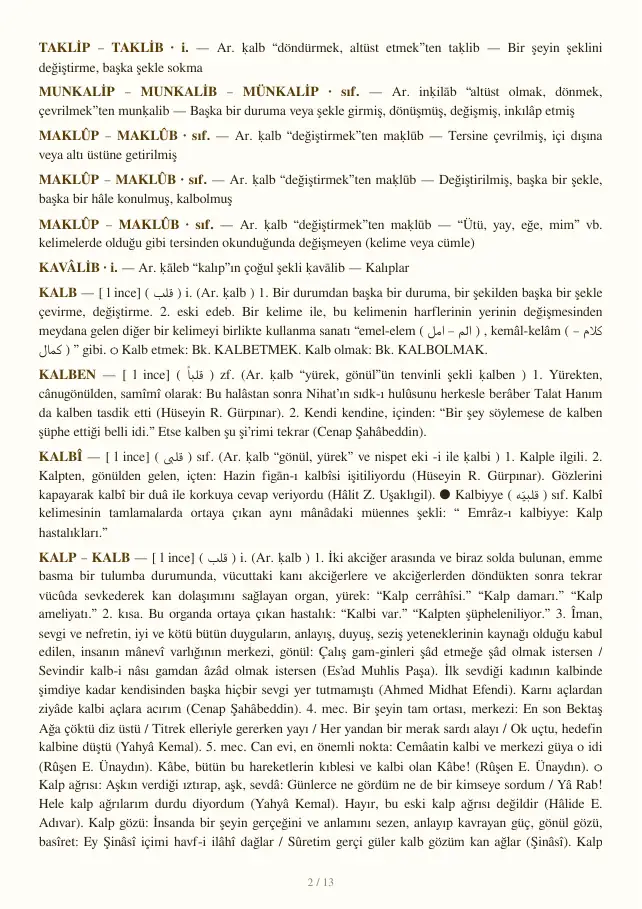 TAKLİP – TAKLİB · i. — Ar. ḳalb “döndürmek, altüst etmek”ten taḳlіb — Bir şeyin şeklini
değiştirme, başka şekle sokma
MUNKALİP – MUNKALİB – MÜNKALİP · sıf. — Ar. inḳilāb “altüst olmak, dönmek,
çevrilmek”ten munḳalib — Başka bir duruma veya şekle girmiş, dönüşmüş, değişmiş, inkılâp etmiş
MAKLÛP – MAKLÛB · sıf. — Ar. ḳalb “değiştirmek”ten maḳlūb — Tersine çevrilmiş, içi dışına
veya altı üstüne getirilmiş
MAKLÛP – MAKLÛB · sıf. — Ar. ḳalb “değiştirmek”ten maḳlūb — Değiştirilmiş, başka bir şekle,
başka bir hâle konulmuş, kalbolmuş
MAKLÛP – MAKLÛB · sıf. — Ar. ḳalb “değiştirmek”ten maḳlūb — “Ütü, yay, eğe, mim” vb.
kelimelerde olduğu gibi tersinden okunduğunda değişmeyen (kelime veya cümle)
KAVÂLİB · i. — Ar. ḳāleb “kalıp”ın çoğul şekli ḳavālib — Kalıplar
KALB — [ l ince] ( قلب ) i. (Ar. ḳalb ) 1. Bir durumdan başka bir duruma, bir şekilden başka bir şekle
çevirme, değiştirme. 2. eski edeb. Bir kelime ile, bu kelimenin harflerinin yerinin değişmesinden
meydana gelen diğer bir kelimeyi birlikte kullanma sanatı “emel-elem ( الم – امل ) , kemâl-kelâm ( – كلام
كمال ) ” gibi. ѻ Kalb etmek: Bk. KALBETMEK. Kalb olmak: Bk. KALBOLMAK.
KALBEN — [ l ince] ( قلباً ) zf. (Ar. ḳalb “yürek, gönül”ün tenvinli şekli ḳalben ) 1. Yürekten,
cânugönülden, samîmî olarak: Bu halâstan sonra Nihat’ın sıdk-ı hulûsunu herkesle berâber Talat Hanım
da kalben tasdik etti (Hüseyin R. Gürpınar). 2. Kendi kendine, içinden: “Bir şey söylemese de kalben
şüphe ettiği belli idi.” Etse kalben şu şi’rimi tekrar (Cenap Şahâbeddin).
KALBÎ — [ l ince] ( قلبى ) sıf. (Ar. ḳalb “gönül, yürek” ve nispet eki -і ile ḳalbі ) 1. Kalple ilgili. 2.
Kalpten, gönülden gelen, içten: Hazin figān-ı kalbîsi işitiliyordu (Hüseyin R. Gürpınar). Gözlerini
kapayarak kalbî bir duâ ile korkuya cevap veriyordu (Hâlit Z. Uşaklıgil). ● Kalbiyye ( قلبيّه ) sıf. Kalbî
kelimesinin tamlamalarda ortaya çıkan aynı mânâdaki müennes şekli: “ Emrâz-ı kalbiyye: Kalp
hastalıkları.”
KALP – KALB — [ l ince] ( قلب ) i. (Ar. ḳalb ) 1. İki akciğer arasında ve biraz solda bulunan, emme
basma bir tulumba durumunda, vücuttaki kanı akciğerlere ve akciğerlerden döndükten sonra tekrar
vücûda sevkederek kan dolaşımını sağlayan organ, yürek: “Kalp cerrâhîsi.” “Kalp damarı.” “Kalp
ameliyatı.” 2. kısa. Bu organda ortaya çıkan hastalık: “Kalbi var.” “Kalpten şüpheleniliyor.” 3. Îman,
sevgi ve nefretin, iyi ve kötü bütün duyguların, anlayış, duyuş, seziş yeteneklerinin kaynağı olduğu kabul
edilen, insanın mânevî varlığının merkezi, gönül: Çalış gam-ginleri şâd etmeğe şâd olmak istersen /
Sevindir kalb-i nâsı gamdan âzâd olmak istersen (Es’ad Muhlis Paşa). İlk sevdiği kadının kalbinde
şimdiye kadar kendisinden başka hiçbir sevgi yer tutmamıştı (Ahmed Midhat Efendi). Karnı açlardan
ziyâde kalbi açlara acırım (Cenap Şahâbeddin). 4. mec. Bir şeyin tam ortası, merkezi: En son Bektaş
Ağa çöktü diz üstü / Titrek elleriyle gererken yayı / Her yandan bir merak sardı alayı / Ok uçtu, hedefin
kalbine düştü (Yahyâ Kemal). 5. mec. Can evi, en önemli nokta: Cemâatin kalbi ve merkezi güya o idi
(Rûşen E. Ünaydın). Kâbe, bütün bu hareketlerin kıblesi ve kalbi olan Kâbe! (Rûşen E. Ünaydın). ѻ
Kalp ağrısı: Aşkın verdiği ıztırap, aşk, sevdâ: Günlerce ne gördüm ne de bir kimseye sordum / Yâ Rab!
Hele kalp ağrılarım durdu diyordum (Yahyâ Kemal). Hayır, bu eski kalp ağrısı değildir (Hâlide E.
Adıvar). Kalp gözü: İnsanda bir şeyin gerçeğini ve anlamını sezen, anlayıp kavrayan güç, gönül gözü,
basîret: Ey Şinâsî içimi havf-i ilâhî dağlar / Sûretim gerçi güler kalb gözüm kan ağlar (Şinâsî). Kalp
2 / 13